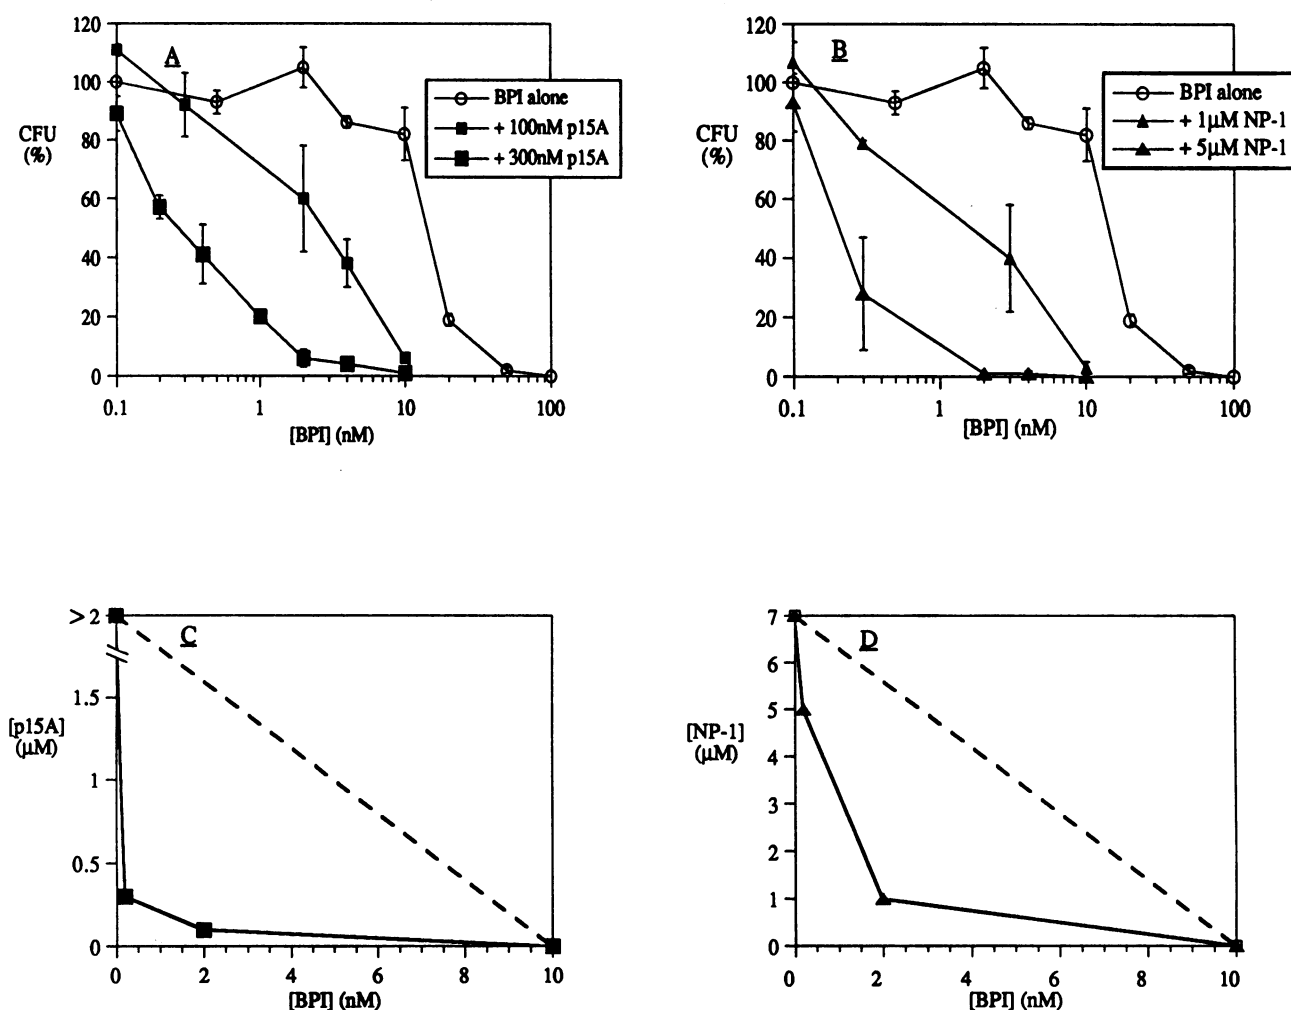 120
100
80
60
40
20
0
CFU
(%)
A
BPI alone
+ 100nM p15A
+ 300nM p15A
0.1
1
10
100
[BPI] (nM)
120
100
80
60
40
20
0
CFU
(%)
B
BPI alone
+ 1μM NP-1
+ 5μM NP-1
0.1
1
10
100
[BPI] (nM)
>2
1.5
1
0.5
0
[p15A]
(μM)
C
0
2
4
6
8
10
[BPI] (nM)
7
6
5
4
3
2
1
0
[NP-1]
(μM)
D
0
2
4
6
8
10
[BPI] (nM)